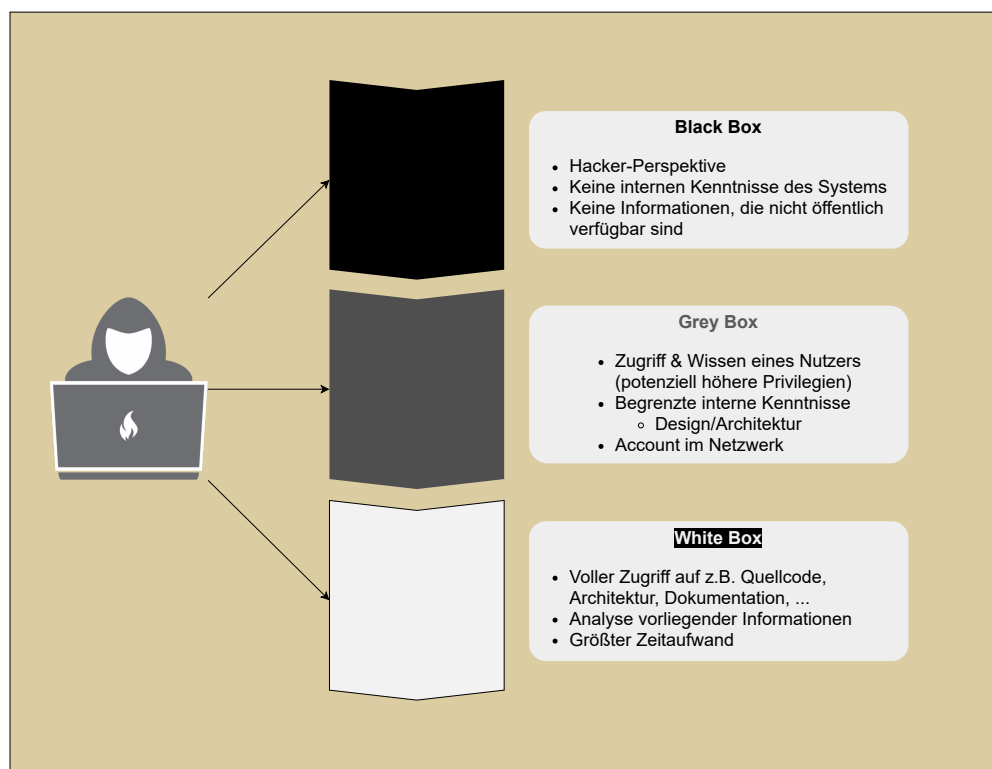 Black Box
• Hacker-Perspektive
• Keine internen Kenntnisse des Systems
• Keine Informationen, die nicht öffentlich
verfügbar sind
Grey Box
• Zugriff & Wissen eines Nutzers
(potenziell höhere Privilegien)
• Begrenzte interne Kenntnisse
◦ Design/Architektur
• Account im Netzwerk
White Box
• Voller Zugriff auf z.B. Quellcode,
Architektur, Dokumentation, ...
• Analyse vorliegender Informationen
• Größter Zeitaufwand